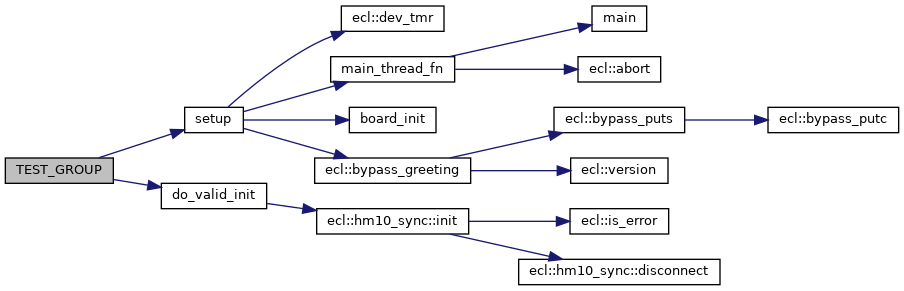 ecl::dev_tmr
main
main_thread_fn
ecl::abort
setup
board_init
ecl::bypass_puts
ecl::bypass_putc
TEST_GROUP
ecl::bypass_greeting
ecl::version
do_valid_init
ecl::hm10_sync::init
ecl::is_error
ecl::hm10_sync::disconnect